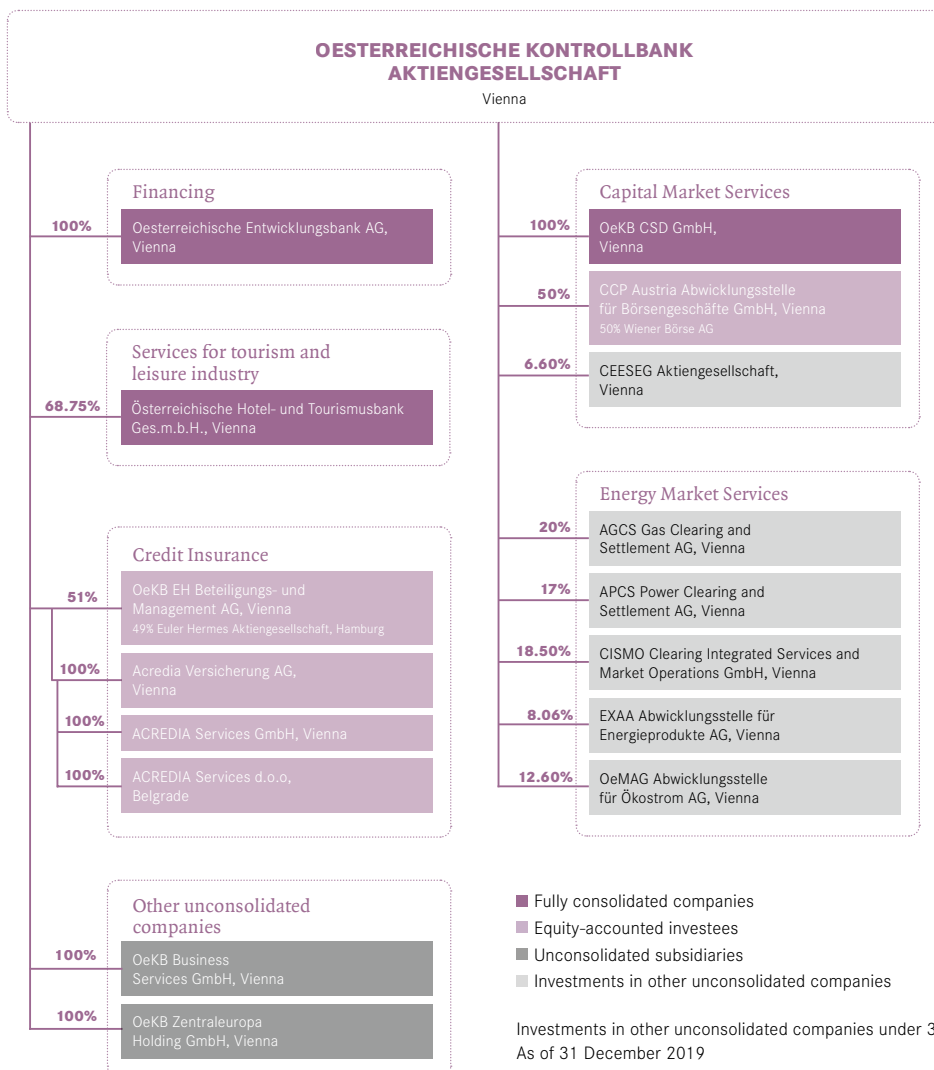 OESTERREICHISCHE KONTROLLBANK
AKTIENGESELLSCHAFT
Vienna
Financing
100%
Oesterreichische Entwicklungsbank AG,
Vienna
Services for tourism and
leisure industry
68.75%
Österreichische Hotel- und Tourismusbank
Ges.m.b.H., Vienna
Credit Insurance
51%
OeKB EH Beteiligungs- und
Management AG, Vienna
49% Euler Hermes Aktiengesellschaft, Hamburg
100%
Acredia Versicherung AG,
Vienna
100%
ACREDIA Services GmbH, Vienna
100%
ACREDIA Services d.o.o,
Belgrade
Other unconsolidated
companies
100%
OeKB Business
Services GmbH, Vienna
100%
OeKB Zentraleuropa
Holding GmbH, Vienna
Capital Market Services
100%
OeKB CSD GmbH,
Vienna
50%
CCP Austria Abwicklungsstelle
für Börsengeschäfte GmbH, Vienna
50% Wiener Börse AG
6.60%
CEESEG Aktiengesellschaft,
Vienna
Energy Market Services
20%
AGCS Gas Clearing and
Settlement AG, Vienna
17%
APCS Power Clearing and
Settlement AG, Vienna
18.50%
CISMO Clearing Integrated Services and
Market Operations GmbH, Vienna
8.06%
EXAA Abwicklungsstelle für
Energieprodukte AG, Vienna
12.60%
OeMAG Abwicklungsstelle
für Ökostrom AG, Vienna
Fully consolidated companies
Equity-accounted investees
Unconsolidated subsidiaries
Investments in other unconsolidated companies
Investments in other unconsolidated companies under 3
As of 31 December 2019